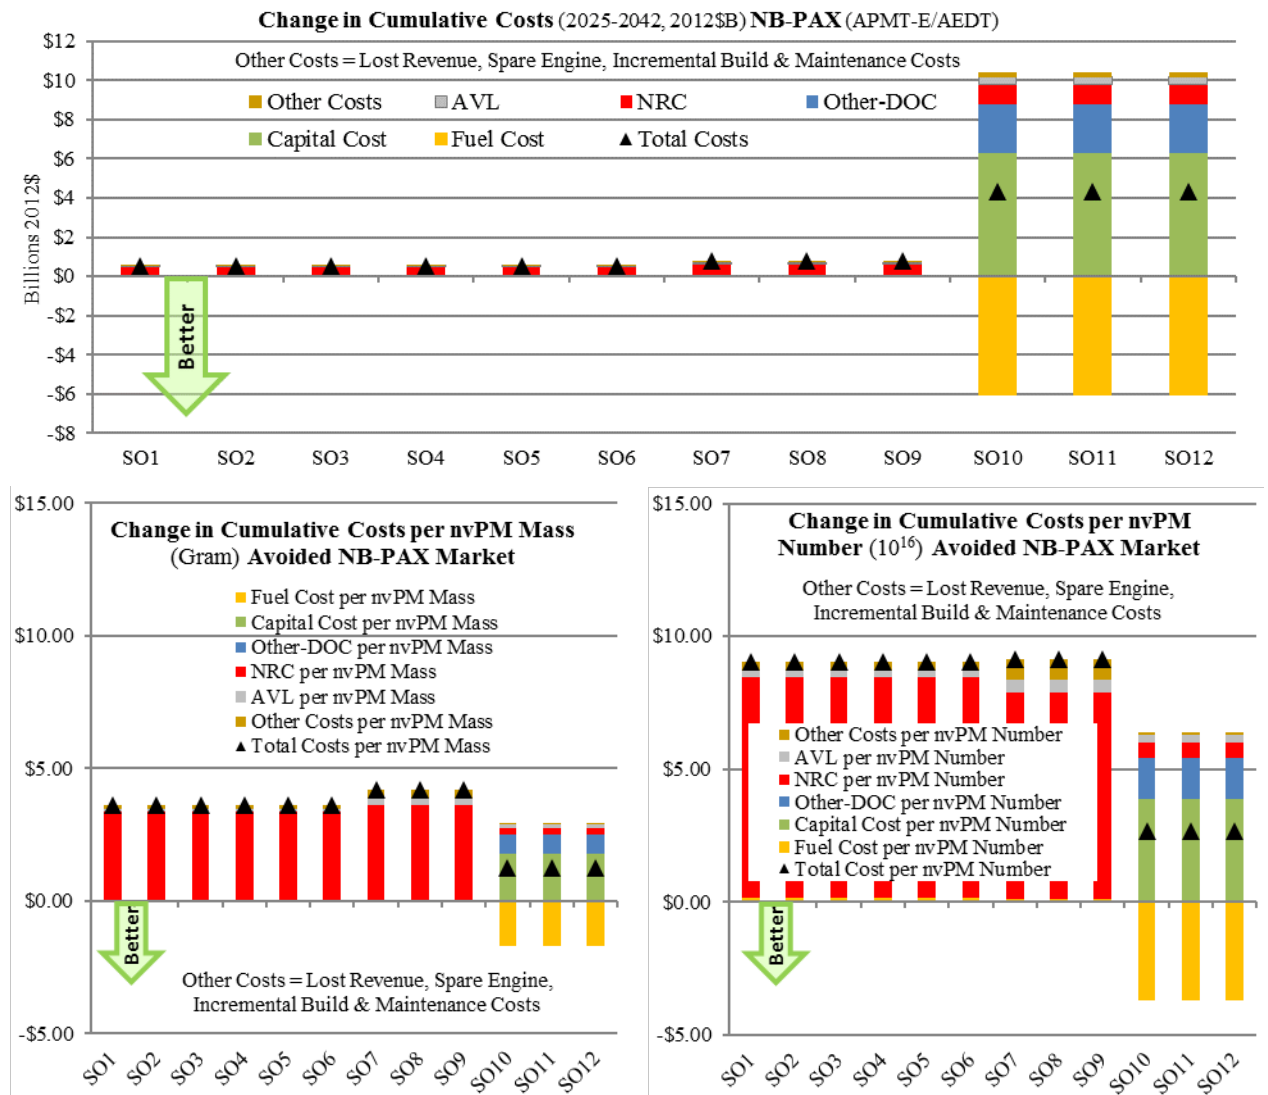 Change in Cumulative Costs (2025-2042, 2012$B) NB-PAX (APMT-E/AEDT)
Other Costs = Lost Revenue, Spare Engine, Incremental Build & Maintenance Costs
Other Costs AVL NRC Other-DOC
Capital Cost Fuel Cost Total Costs
Billions 2012$
$12
$10
$8
$6
$4
$2
$0
-$2
-$4
-$6
-$8
Better
SO1 SO2 SO3 SO4 SO5 SO6 SO7 SO8 SO9 SO10 SO11 SO12
Change in Cumulative Costs per nvPM Mass
(Gram) Avoided NB-PAX Market
Fuel Cost per nvPM Mass
Capital Cost per nvPM Mass
Other-DOC per nvPM Mass
NRC per nvPM Mass
AVL per nvPM Mass
Other Costs per nvPM Mass
Total Costs per nvPM Mass
$15.00
$10.00
$5.00
$0.00
-$5.00
Better
Other Costs = Lost Revenue, Spare Engine,
Incremental Build & Maintenance Costs
SO1 SO2 SO3 SO4 SO5 SO6 SO7 SO8 SO9 SO10 SO11 SO12
Change in Cumulative Costs per nvPM
Number (10¹⁶) Avoided NB-PAX Market
Other Costs = Lost Revenue, Spare Engine,
Incremental Build & Maintenance Costs
Other Costs per nvPM Number
AVL per nvPM Number
NRC per nvPM Number
Other-DOC per nvPM Number
Capital Cost per nvPM Number
Fuel Cost per nvPM Number
Total Cost per nvPM Number
$15.00
$10.00
$5.00
$0.00
-$5.00
Better
SO1 SO2 SO3 SO4 SO5 SO6 SO7 SO8 SO9 SO10 SO11 SO12